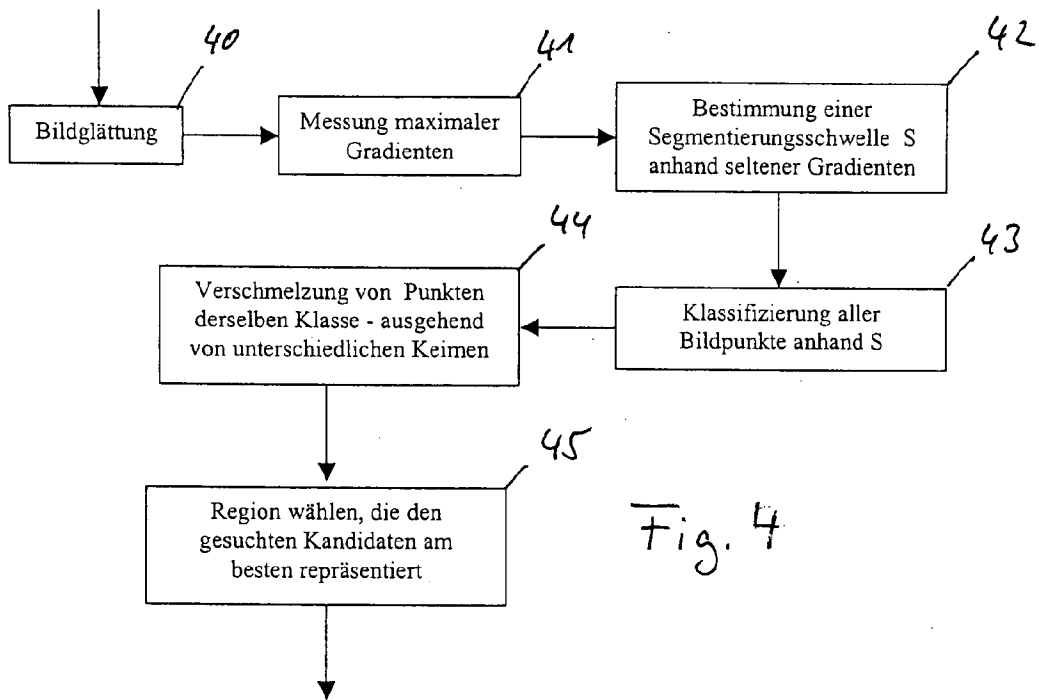 40
41
42
Bildglättung
Messung maximaler
Gradienten
Bestimmung einer
Segmentierungsschwelle S
anhand seltener Gradienten
44
43
Verschmelzung von Punkten
derselben Klasse - ausgehend
von unterschiedlichen Keimen
Klassifizierung aller
Bildpunkte anhand S
45
Region wählen, die den
gesuchten Kandidaten am
besten repräsentiert
Fig. 4